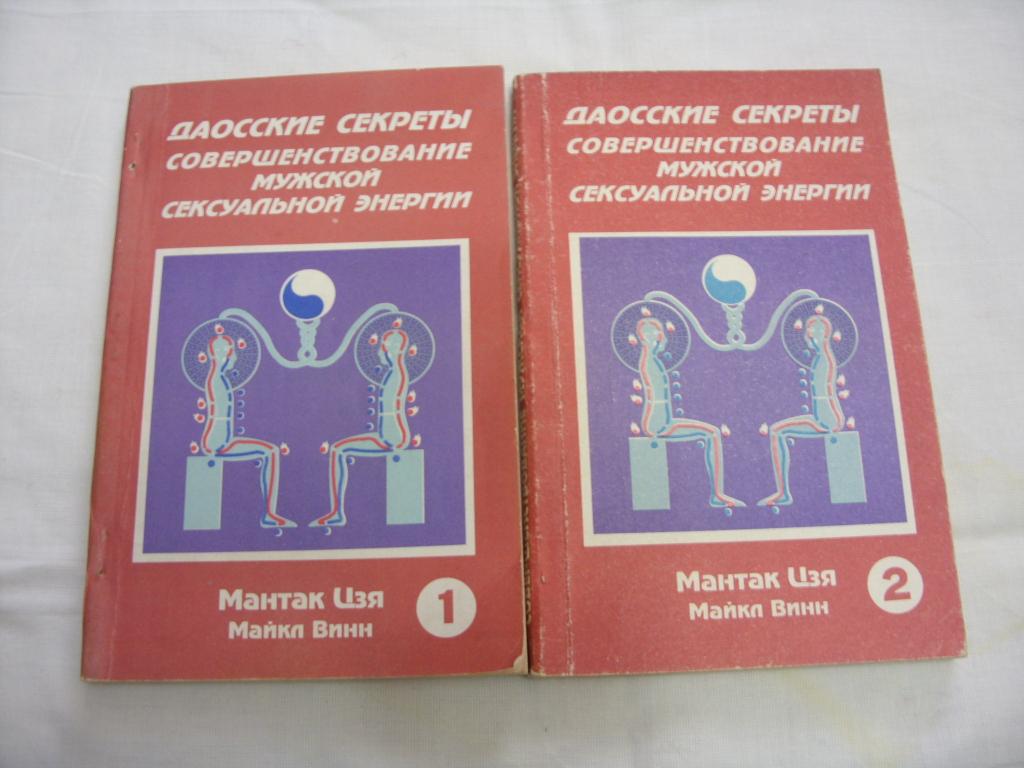 ДАОССКИЕ СЕКРЕТЫ
СОВЕРШЕНСТВОВАНИЕ
МУЖСКОЙ
СЕКСУАЛЬНОЙ ЭНЕРГИИ
Мантак Цзя
Майкл Винн
1
ДАОССКИЕ СЕКРЕТЫ
СОВЕРШЕНСТВОВАНИЕ
МУЖСКОЙ
СЕКСУАЛЬНОЙ ЭНЕРГИИ
Мантак Цзя
Майкл Винн
2